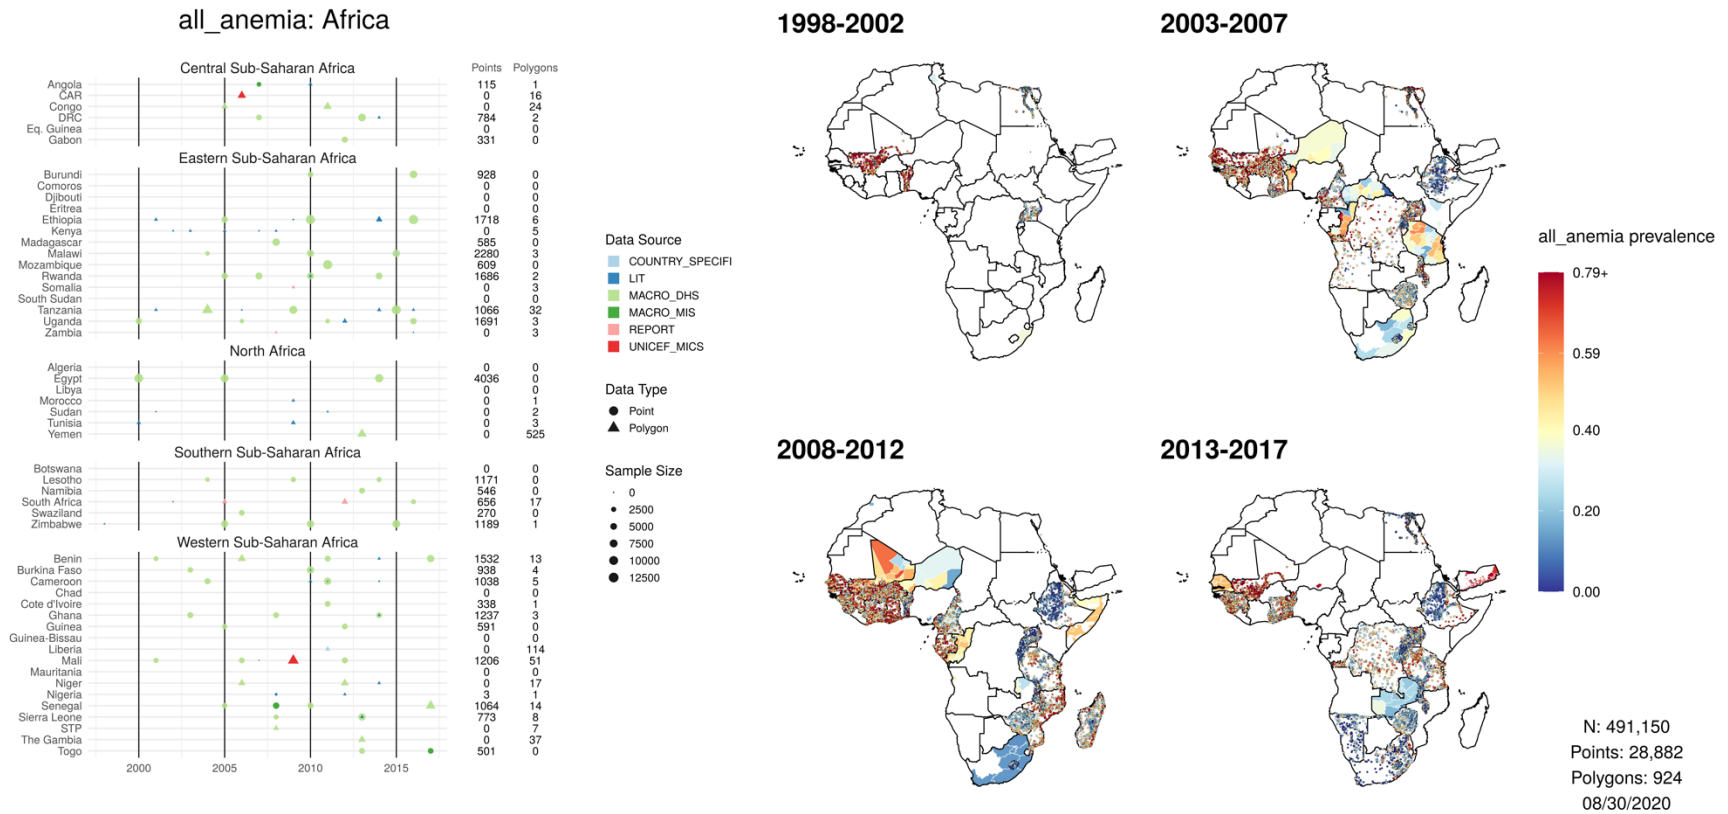 all_anemia: Africa
Points Polygons
Central Sub-Saharan Africa
Angola 115 1
CAR 0 16
Congo 0 24
DRC 784 2
Eq. Guinea 0 0
Gabon 331 0
Eastern Sub-Saharan Africa
Burundi 928 0
Comoros 0 0
Djibouti 0 0
Eritrea 0 0
Ethiopia 1718 6
Kenya 0 5
Madagascar 585 0
Malawi 2280 3
Mozambique 609 0
Rwanda 1686 2
Somalia 0 3
South Sudan 0 0
Tanzania 1066 32
Uganda 1691 3
Zambia 0 3
North Africa
Algeria 0 0
Egypt 4036 0
Libya 0 0
Morocco 0 1
Sudan 0 2
Tunisia 0 3
Yemen 0 525
Southern Sub-Saharan Africa
Botswana 0 0
Lesotho 1171 0
Namibia 546 0
South Africa 656 17
Swaziland 270 0
Zimbabwe 1189 1
Western Sub-Saharan Africa
Benin 1532 13
Burkina Faso 938 4
Cameroon 1038 5
Chad 0 0
Cote d'Ivoire 338 1
Ghana 1237 3
Guinea 591 0
Guinea-Bissau 0 0
Liberia 0 114
Mali 1206 51
Mauritania 0 0
Niger 0 17
Nigeria 3 1
Senegal 1064 14
Sierra Leone 773 8
STP 0 7
The Gambia 0 37
Togo 501 0
2000 2005 2010 2015
Data Source
COUNTRY_SPECIFI
LIT
MACRO_DHS
MACRO_MIS
REPORT
UNICEF_MICS
Data Type
Point
Polygon
Sample Size
0
2500
5000
7500
10000
12500
1998-2002
2003-2007
2008-2012
2013-2017
all_anemia prevalence
0.79+
0.59
0.40
0.20
0.00
N: 491,150
Points: 28,882
Polygons: 924
08/30/2020